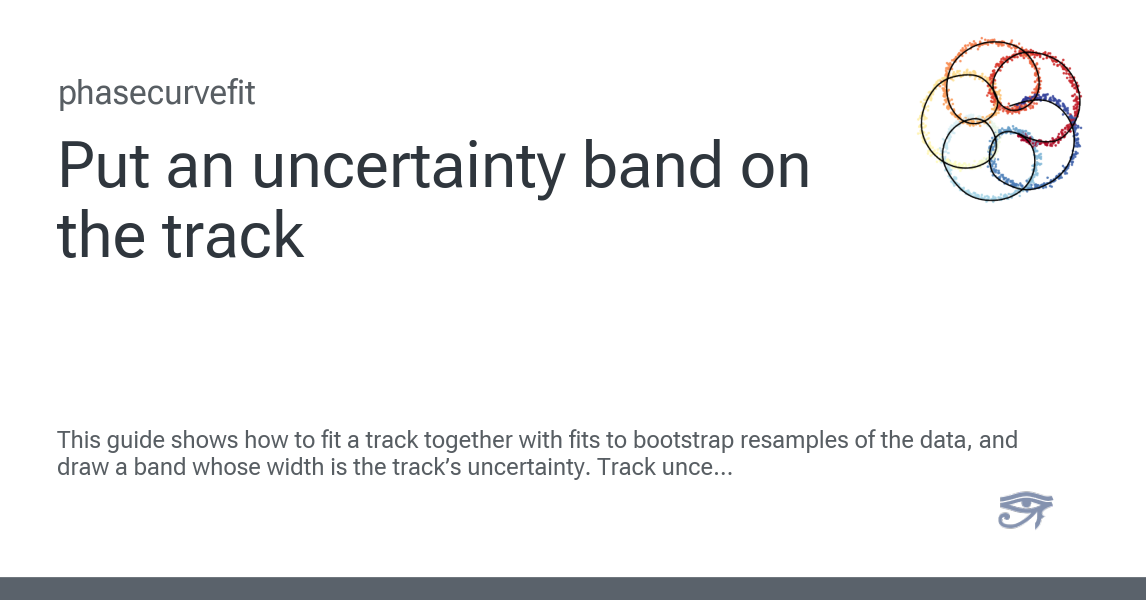 phasecurvefit
Put an uncertainty band on
the track
This guide shows how to fit a track together with fits to bootstrap resamples of the data, and
draw a band whose width is the track’s uncertainty. Track unce...